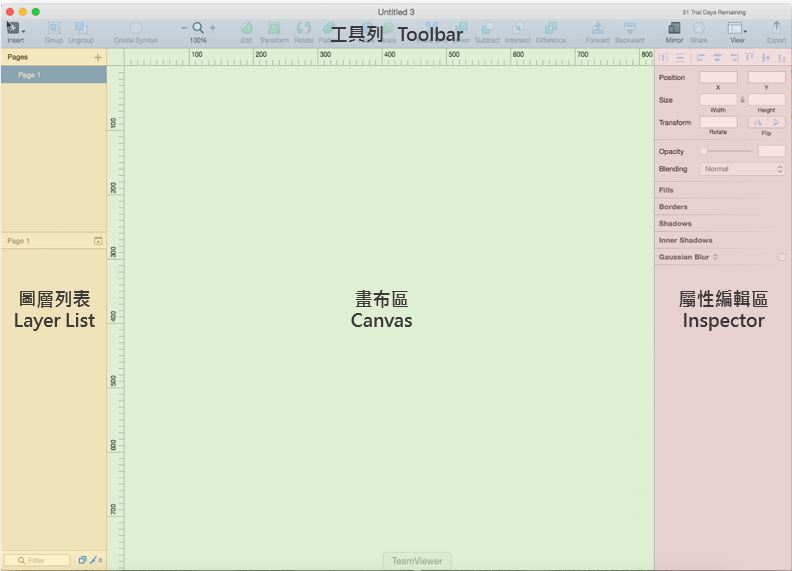 Untitled 3
31 Trial Days Remaining
工具列 Toolbar
Insert
Group
Ungroup
Create Symbol
100%
Edit
Transform
Rotate
Subtract
Intersect
Difference
Forward
Backward
Mirror
Share
View
Export
Pages
Page 1
100 200 300 400 500 600 700 800
100
200
300
400
500
600
700
Page 1
圖層列表
Layer List
Filter
0
畫布區
Canvas
TeamViewer
Position
X Y
Size
Width Height
Transform
Rotate Flip
Opacity
Blending Normal
Fills
Borders
Shadows
Inner Shadows
Gaussian Blur
屬性編輯區
Inspector